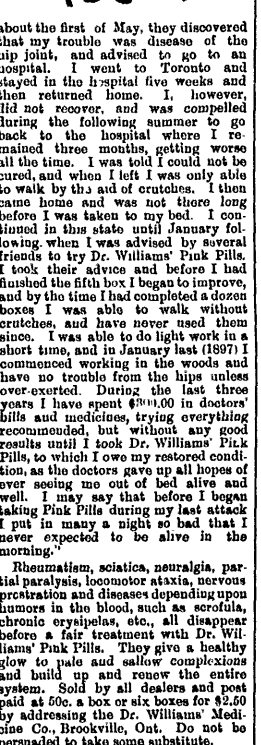 about the first of May, they discovered
that my trouble was disease of the
hip joint, and advised to go to an
hospital. I went to Toronto and
stayed in the hospital five weeks and
then returned home. I, however,
did not recover, and was compelled
during the following summer to go
back to the hospital where I re-
mained three months, getting worse
all the time. I was told I could not be
cured, and when I left I was only able
to walk by the aid of crutches. I then
came home and was not there long
before I was taken to my bed. I con-
tinued in this state until January fol-
lowing, when I was advised by several
friends to try Dr. Williams' Pink Pills.
I took their advice and before I had
finished the fifth box I began to improve,
and by the time I had completed a dozen
boxes I was able to walk without
crutches, and have never used them
since. I was able to do light work in a
short time, and in January last (1897) I
commenced working in the woods and
have no trouble from the hips unless
over-exerted. During the last three
years I have spent in doctors'
bills and medicines, trying everything
recommended, but without any good
results until I took Dr. Williams' Pink
Pills, to which I owe my restored condi-
tion, as the doctors gave up all hopes of
ever seeing me out of bed alive and
well. I may say that before I began
taking Pink Pills during my last attack
I put in many a night so bad that I
never expected to be alive in the
morning."
Rheumatism, sciatica, neuralgia, par-
tial paralysis, locomotor ataxia, nervous
prostration and diseases depending upon
humors in the blood, such as scrofula,
chronic erysipelas, etc., all disappear
before a fair treatment with Dr. Wil-
liams' Pink Pills. They give a healthy
glow to pale and sallow complexions
and build up and renew the entire
system. Sold by all dealers and post
paid at 50c. a box or six boxes for $2.50
by addressing the Dr. Williams' Medi-
cine Co., Brockville, Ont. Do not be
persuaded to take some substitute.